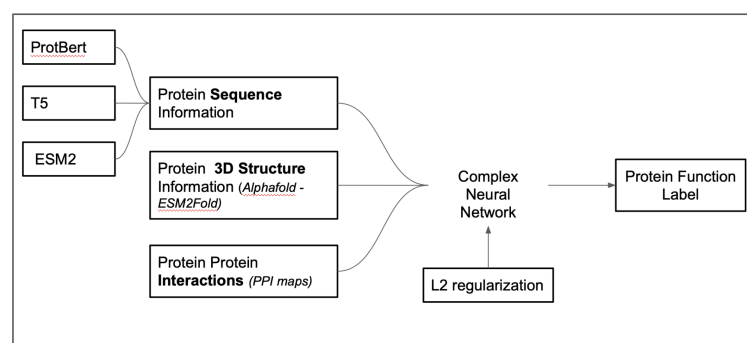 ProtBert
T5
ESM2
Protein Sequence
Information
Protein 3D Structure
Information (Alphafold -
ESM2Fold)
Protein Protein
Interactions (PPI maps)
Complex
Neural
Network
L2 regularization
Protein Function
Label